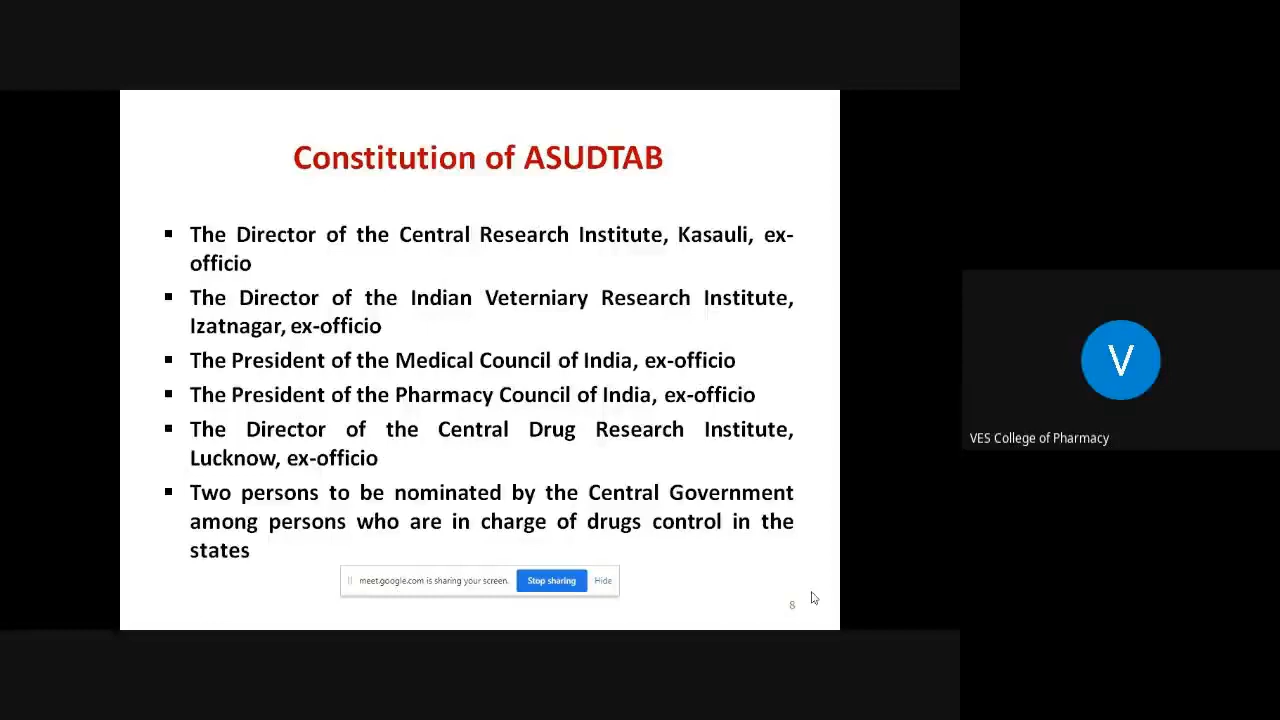 Constitution of ASUDTAB
▪ The Director of the Central Research Institute, Kasauli, ex-
officio
▪ The Director of the Indian Veterniary Research Institute,
Izatnagar, ex-officio
▪ The President of the Medical Council of India, ex-officio
▪ The President of the Pharmacy Council of India, ex-officio
▪ The Director of the Central Drug Research Institute,
Lucknow, ex-officio
▪ Two persons to be nominated by the Central Government
among persons who are in charge of drugs control in the
states
meet.google.com is sharing your screen. Stop sharing Hide
8
V
VES College of Pharmacy